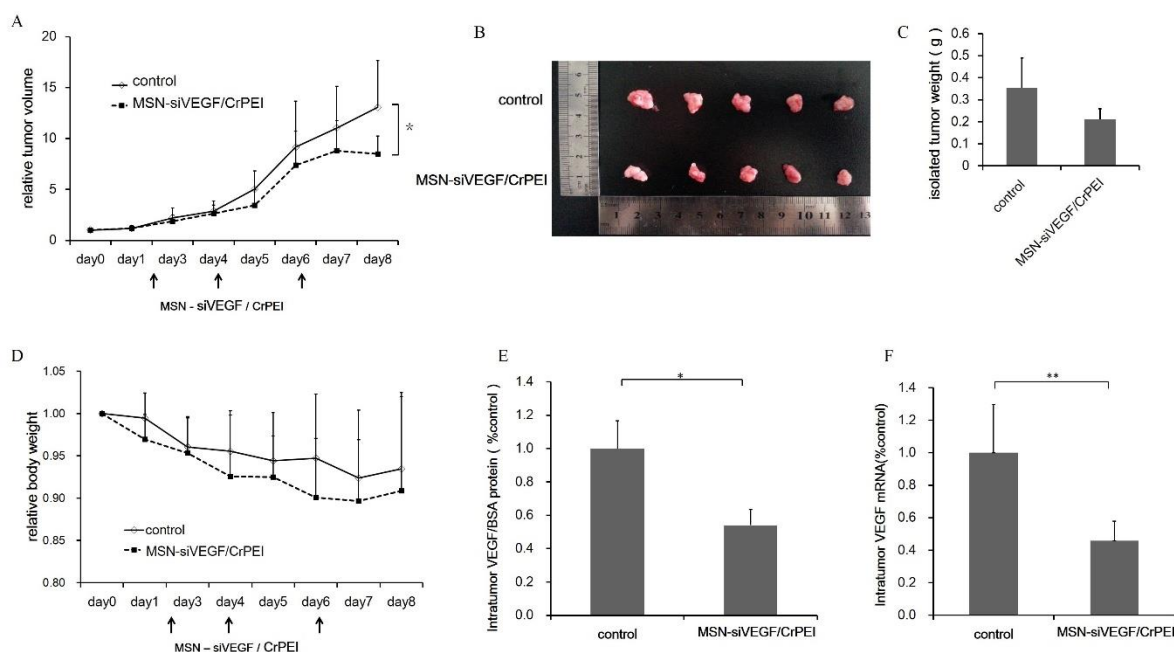 A
relative tumor volume
20
15
10
5
0
control
MSN-siVEGF/CrPEI
*
day0 day1 day3 day4 day5 day6 day7 day8
MSN - siVEGF / CrPEI
B
control
MSN-siVEGF/CrPEI
1 2 3 4 5 6 7 8 9 10 11 12 13
C
isolated tumor weight ( g )
0.6
0.5
0.4
0.3
0.2
0.1
0
control
MSN-siVEGF/CrPEI
D
relative body weight
1.05
1.00
0.95
0.90
0.85
0.80
control
MSN-siVEGF/CrPEI
day0 day1 day3 day4 day5 day6 day7 day8
MSN – siVEGF / CrPEI
E
Intratumor VEGF/BSA protein ( %control )
1.4
1.2
1.0
0.8
0.6
0.4
0.2
0.0
*
control MSN-siVEGF/CrPEI
F
Intratumor VEGF mRNA(%control)
1.4
1.2
1.0
0.8
0.6
0.4
0.2
0.0
**
control MSN-siVEGF/CrPEI